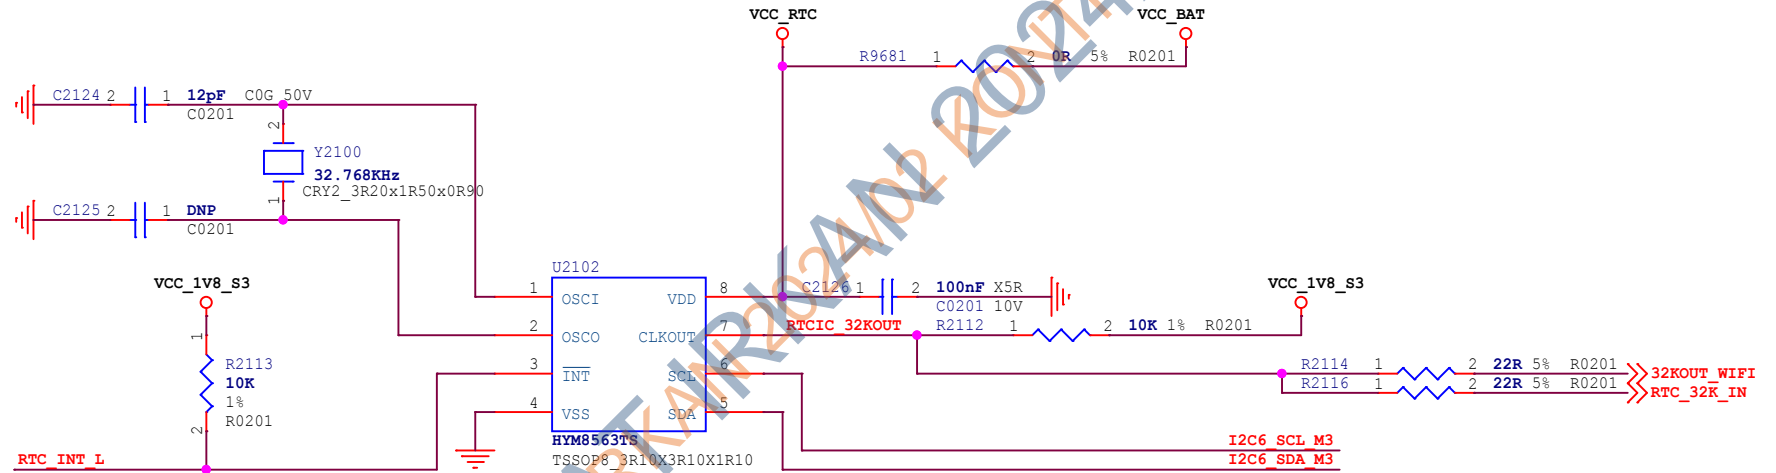 VCC_RTC
VCC_BAT
R9681 1 2 0R 5% R0201
C2124 2 1 12pF C0G 50V
C0201
2
Y2100
32.768KHz
CRY2_3R20x1R50x0R90
1
C2125 2 1 DNP
C0201
VCC_1V8_S3
1
R2113
10K
1%
R0201
2
RTC_INT_L
U2102
1 OSCI VDD 8
2 OSCO CLKOUT 7
3 INT SCL 6
4 VSS SDA 5
HYM8563TS
TSSOP8_3R10X3R10X1R10
C2126 1 2 100nF X5R
C0201 10V
VCC_1V8_S3
RTCIC_32KOUT R2112 1 2 10K 1% R0201
R2114 1 2 22R 5% R0201 32KOUT_WIFI
R2116 1 2 22R 5% R0201 RTC_32K_IN
I2C6_SCL_M3
I2C6_SDA_M3